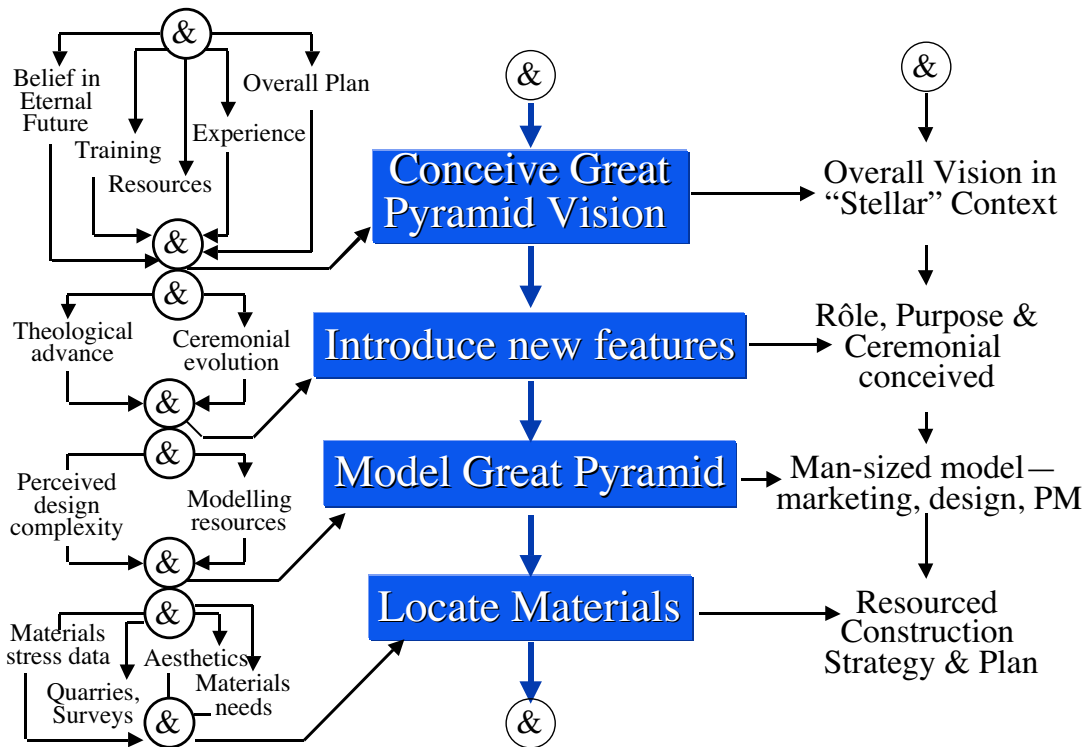 &
Belief in
Eternal
Future
Training
Resources
Experience
Overall Plan
&
&
Theological
advance
Ceremonial
evolution
&
&
Perceived
design
complexity
Modelling
resources
&
&
Materials
stress data
Quarries,
Surveys
Aesthetics
Materials
needs
&
&
Conceive Great
Pyramid Vision
Introduce new features
Model Great Pyramid
Locate Materials
&
&
Overall Vision in
“Stellar” Context
Rôle, Purpose &
Ceremonial
conceived
Man-sized model—
marketing, design, PM
Resourced
Construction
Strategy & Plan